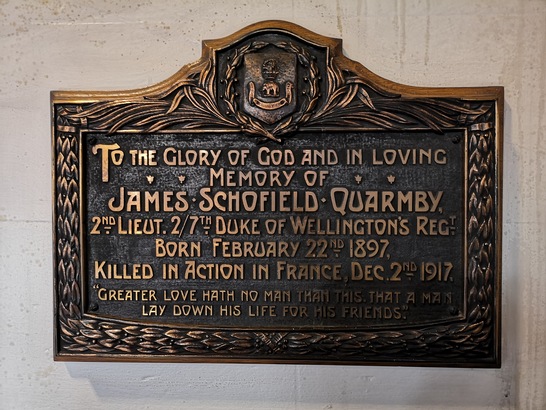 To the Glory of God and in loving
Memory of
James · Schofield · Quarmby,
2nd Lieut. 2/7th Duke of Wellington's Regt
Born February 22nd 1897,
Killed in Action in France, Dec. 2nd 1917.
"Greater love hath no man than this. that a man
lay down his life for his friends."